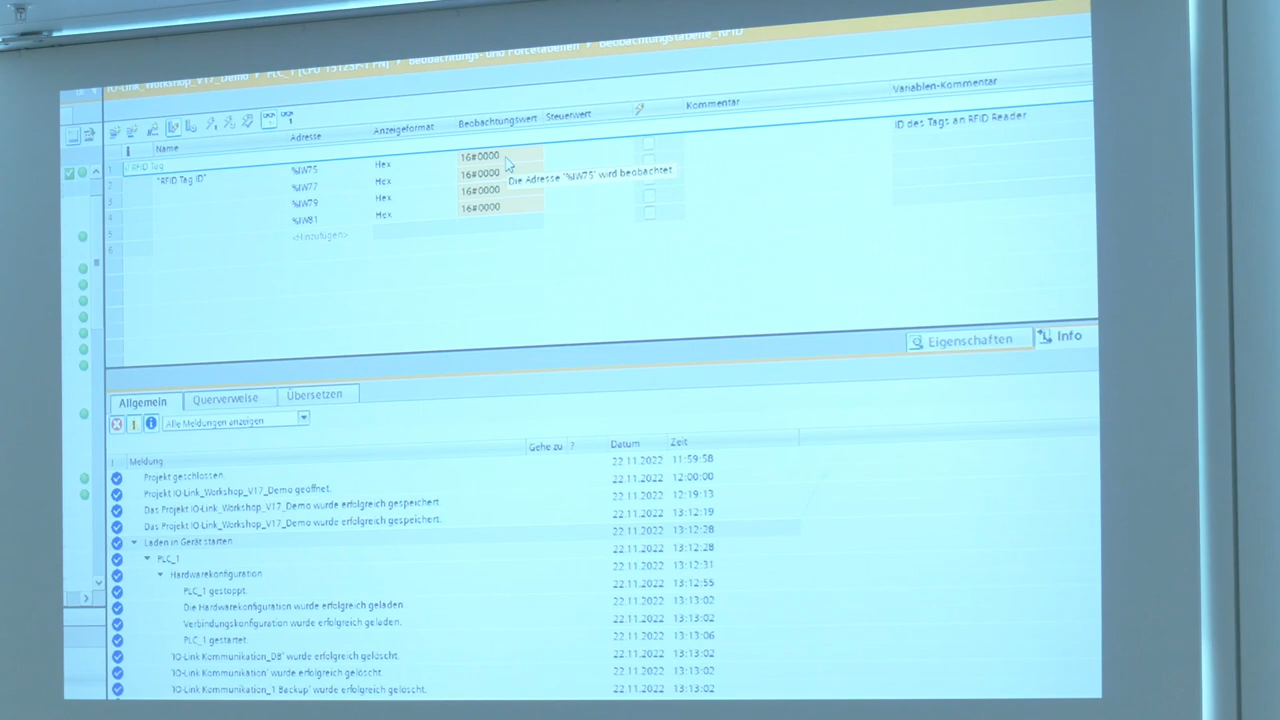 IO-Link_Workshop_V17_Demo ▸ PLC_1 [CPU 1512SP-1 PN] ▸ Beobachtungs- und Forcetabellen ▸ Beobachtungstabelle_RFID
i Name Adresse Anzeigeformat Beobachtungswert Steuerwert Kommentar Variablen-Kommentar
1 // RFID Tag
2 "RFID Tag ID" %IW75 Hex 16#0000 ID des Tags an RFID Reader
3 %IW77 Hex 16#0000
4 %IW79 Hex 16#0000
5 %IW81 Hex 16#0000
6 <Hinzufügen>
Die Adresse '%IW75' wird beobachtet
Eigenschaften Info
Allgemein Querverweise Übersetzen
Alle Meldungen anzeigen
! Meldung Gehe zu ? Datum Zeit
Projekt geschlossen. 22.11.2022 11:59:58
Projekt IO-Link_Workshop_V17_Demo geöffnet. 22.11.2022 12:00:00
Das Projekt IO-Link_Workshop_V17_Demo wurde erfolgreich gespeichert. 22.11.2022 12:19:13
Das Projekt IO-Link_Workshop_V17_Demo wurde erfolgreich gespeichert. 22.11.2022 13:12:19
Laden in Gerät starten 22.11.2022 13:12:28
PLC_1 22.11.2022 13:12:28
Hardwarekonfiguration 22.11.2022 13:12:31
PLC_1 gestoppt. 22.11.2022 13:12:55
Die Hardwarekonfiguration wurde erfolgreich geladen. 22.11.2022 13:13:02
Verbindungskonfiguration wurde erfolgreich geladen. 22.11.2022 13:13:02
PLC_1 gestartet. 22.11.2022 13:13:06
'IO-Link Kommunikation_DB' wurde erfolgreich gelöscht. 22.11.2022 13:13:02
'IO-Link Kommunikation' wurde erfolgreich gelöscht. 22.11.2022 13:13:02
'IO-Link Kommunikation_1 Backup' wurde erfolgreich gelöscht. 22.11.2022 13:13:02